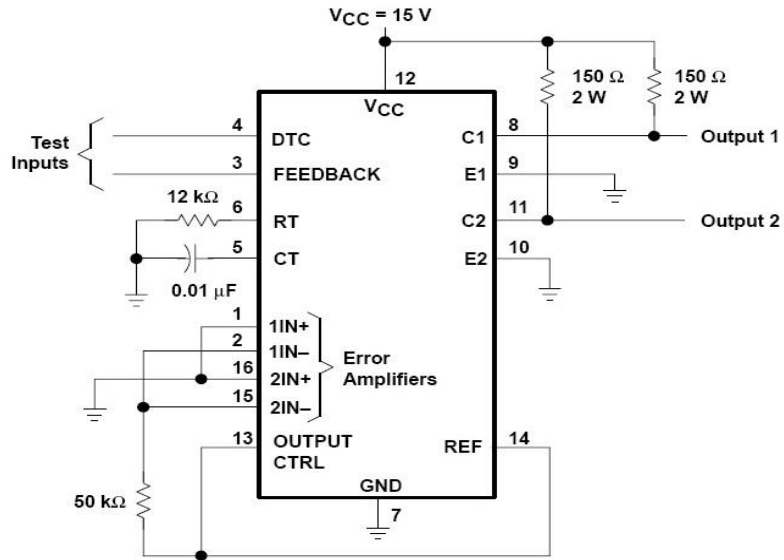 VCC = 15 V
12
VCC
150 Ω
2 W
150 Ω
2 W
Test
Inputs
4
DTC
C1
8
Output 1
3
FEEDBACK
E1
9
12 kΩ
6
RT
C2
11
Output 2
5
CT
E2
10
0.01 μF
1
1IN+
2
1IN–
16
2IN+
15
2IN–
Error
Amplifiers
13
OUTPUT
CTRL
REF
14
50 kΩ
GND
7